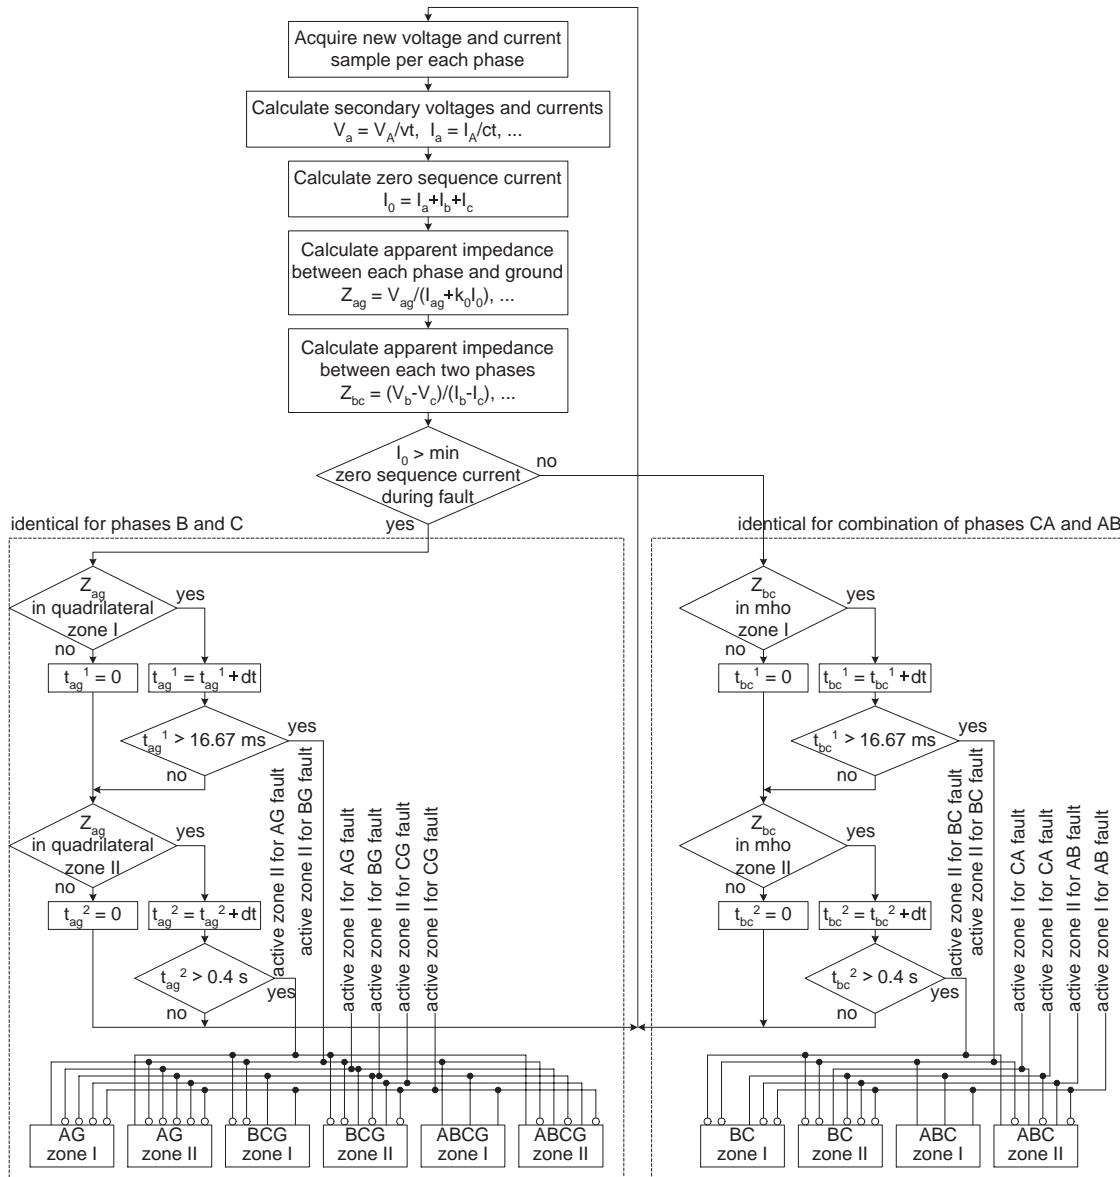 Acquire new voltage and current
sample per each phase
Calculate secondary voltages and currents
V_a = V_A/vt, I_a = I_A/ct, ...
Calculate zero sequence current
I_0 = I_a+I_b+I_c
Calculate apparent impedance
between each phase and ground
Z_ag = V_ag/(I_ag+k_0I_0), ...
Calculate apparent impedance
between each two phases
Z_bc = (V_b-V_c)/(I_b-I_c), ...
I_0 > min
zero sequence current
during fault
no
yes
identical for phases B and C
Z_ag
in quadrilateral
zone I
yes
no
t_ag^1 = 0
t_ag^1 = t_ag^1+dt
t_ag^1 > 16.67 ms
yes
no
Z_ag
in quadrilateral
zone II
yes
no
t_ag^2 = 0
t_ag^2 = t_ag^2+dt
t_ag^2 > 0.4 s
yes
no
active zone II for AG fault
active zone II for BG fault
active zone I for AG fault
active zone I for BG fault
active zone II for CG fault
active zone I for CG fault
AG
zone I
AG
zone II
BCG
zone I
BCG
zone II
ABCG
zone I
ABCG
zone II
identical for combination of phases CA and AB
Z_bc
in mho
zone I
yes
no
t_bc^1 = 0
t_bc^1 = t_bc^1+dt
t_bc^1 > 16.67 ms
yes
no
Z_bc
in mho
zone II
yes
no
t_bc^2 = 0
t_bc^2 = t_bc^2+dt
t_bc^2 > 0.4 s
yes
no
active zone II for BC fault
active zone II for BC fault
active zone I for CA fault
active zone I for CA fault
active zone II for AB fault
active zone I for AB fault
BC
zone I
BC
zone II
ABC
zone I
ABC
zone II